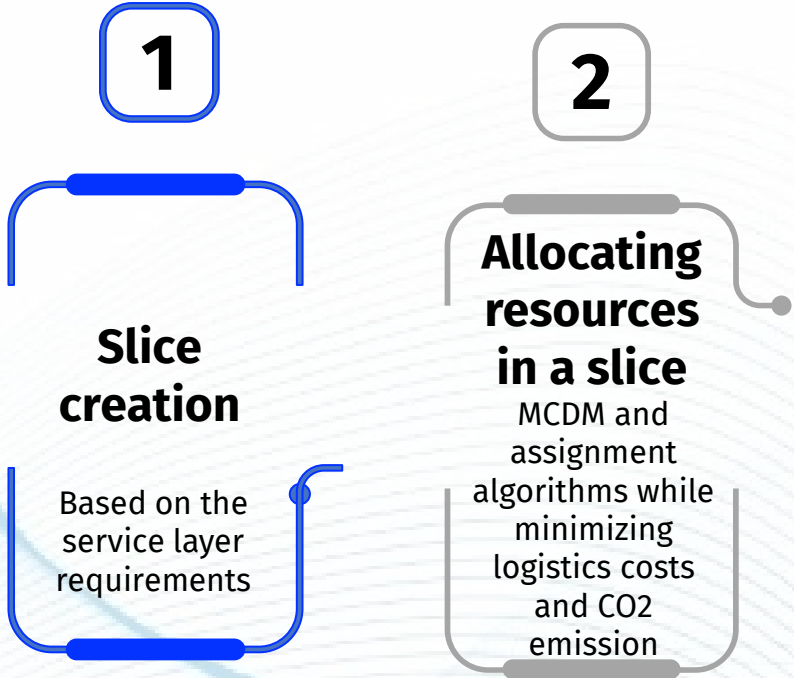 1
Slice
creation
Based on the
service layer
requirements
2
Allocating
resources
in a slice
MCDM and
assignment
algorithms while
minimizing
logistics costs
and CO2
emission